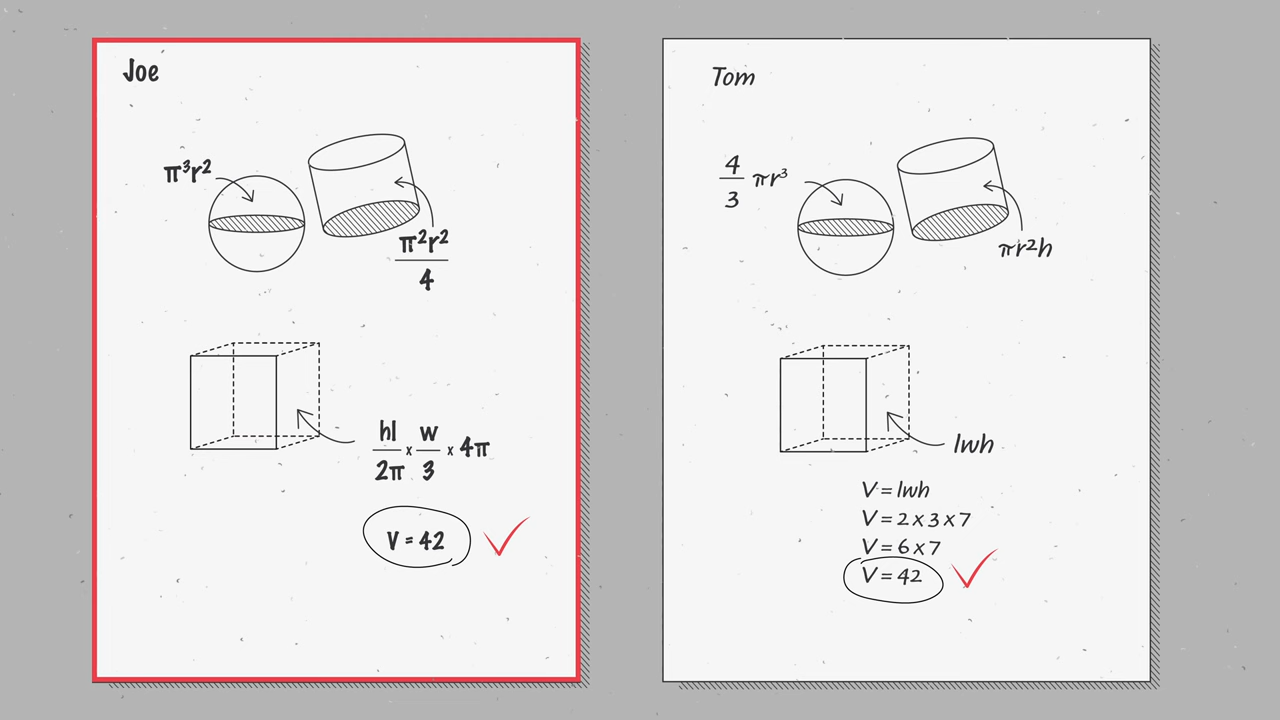 Joe
π³r²
π²r²
4
hl
2π
x
w
3
x 4π
V = 42
Tom
4
3
πr³
πr²h
lwh
V = lwh
V = 2 x 3 x 7
V = 6 x 7
V = 42